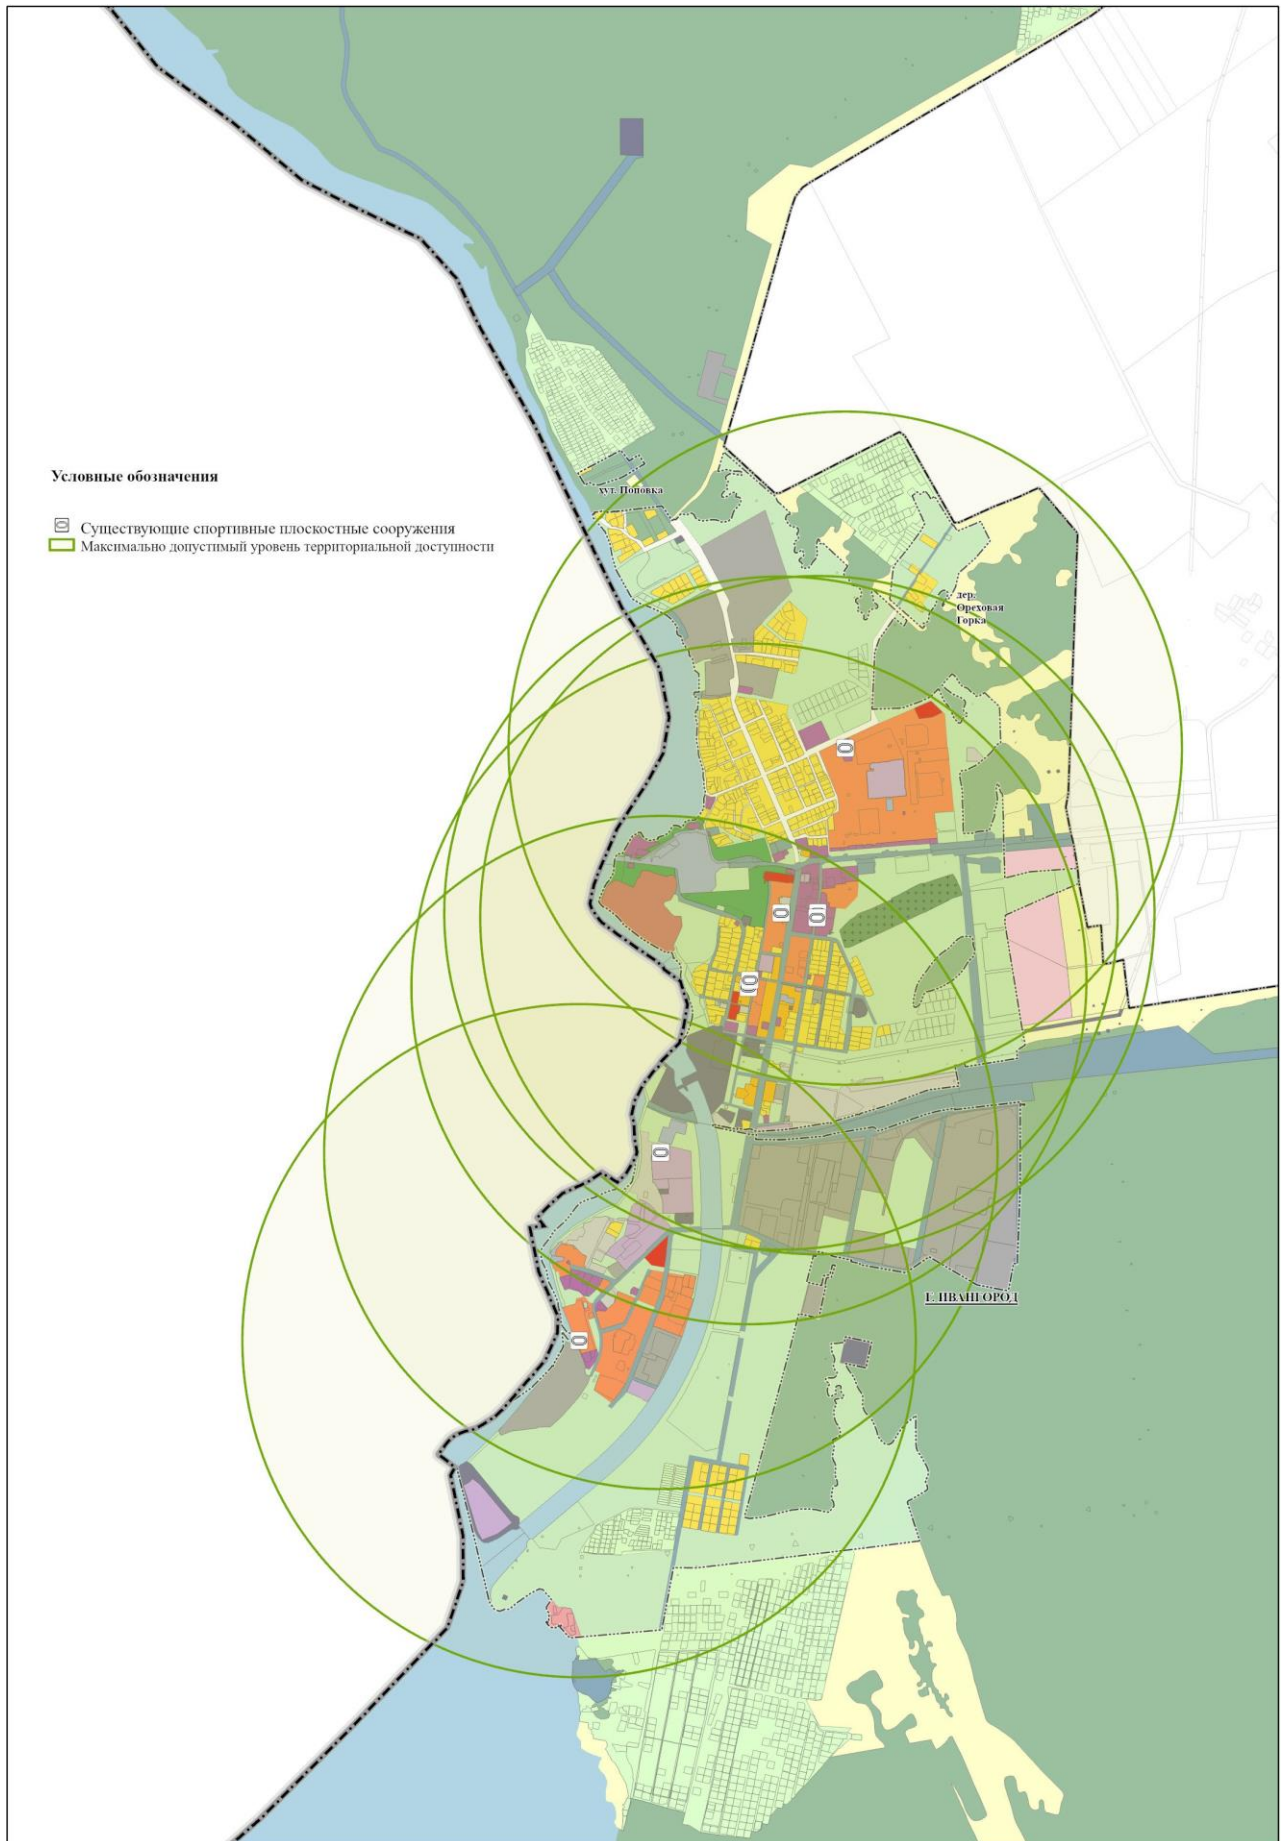 Условные обозначения
Существующие спортивные плоскостные сооружения
Максимально допустимый уровень территориальной доступности
хут. Поповка
дер.
Ореховая
Горка
Г. ИВАНГОРОД